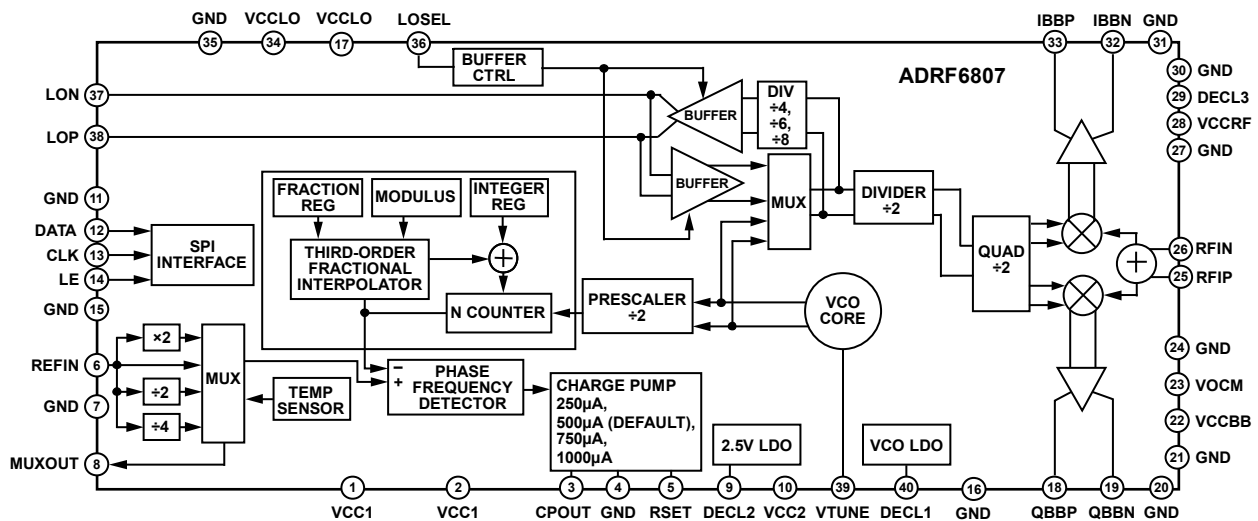 GND VCCLO VCCLO LOSEL
35 34 17 36
IBBP IBBN GND
33 32 31
ADRF6807
BUFFER
CTRL
LON 37
LOP 38
BUFFER
DIV
÷4,
÷6,
÷8
BUFFER
MUX
DIVIDER
÷2
QUAD
÷2
30 GND
29 DECL3
28 VCCRF
27 GND
26 RFIN
25 RFIP
24 GND
23 VOCM
22 VCCBB
21 GND
GND 11
DATA 12
CLK 13
LE 14
GND 15
SPI
INTERFACE
FRACTION
REG
MODULUS
INTEGER
REG
THIRD-ORDER
FRACTIONAL
INTERPOLATOR
+
N COUNTER
PRESCALER
÷2
VCO
CORE
+
REFIN 6
GND 7
MUXOUT 8
×2
÷2
÷4
MUX
TEMP
SENSOR
−
+
PHASE
FREQUENCY
DETECTOR
CHARGE PUMP
250µA,
500µA (DEFAULT),
750µA,
1000µA
2.5V LDO
VCO LDO
1 2 3 4 5 9 10 39 40 16 18 19 20
VCC1 VCC1 CPOUT GND RSET DECL2 VCC2 VTUNE DECL1 GND QBBP QBBN GND